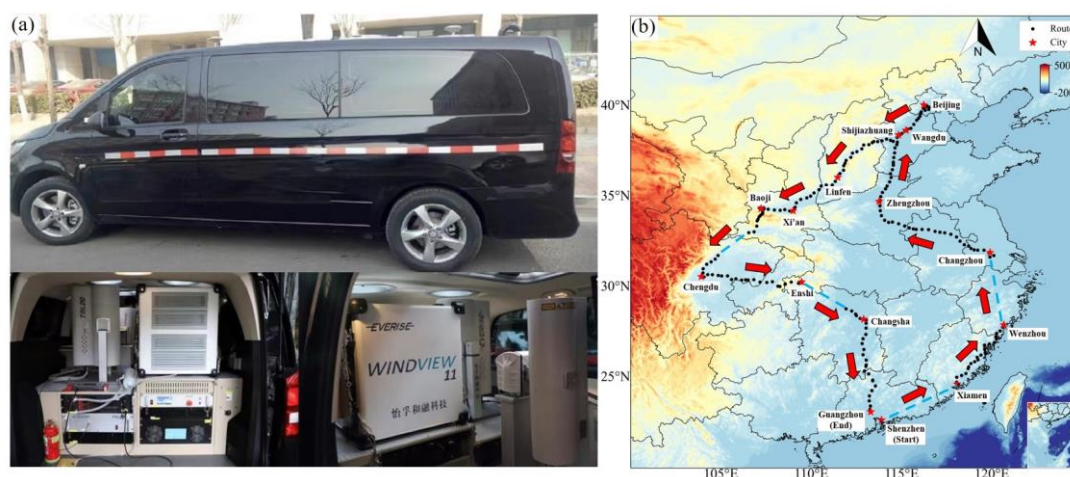 (a)
EVERISE
WINDVIEW
11
怡孚和融科技
(b)
N
Route
City
500
-200
40°N
35°N
30°N
25°N
105°E
110°E
115°E
120°E
Beijing
Shijiazhuang
Wangdu
Linfen
Baoji
Xi'an
Zhengzhou
Changzhou
Chengdu
Enshi
Changsha
Wenzhou
Xiamen
Guangzhou
(End)
Shenzhen
(Start)